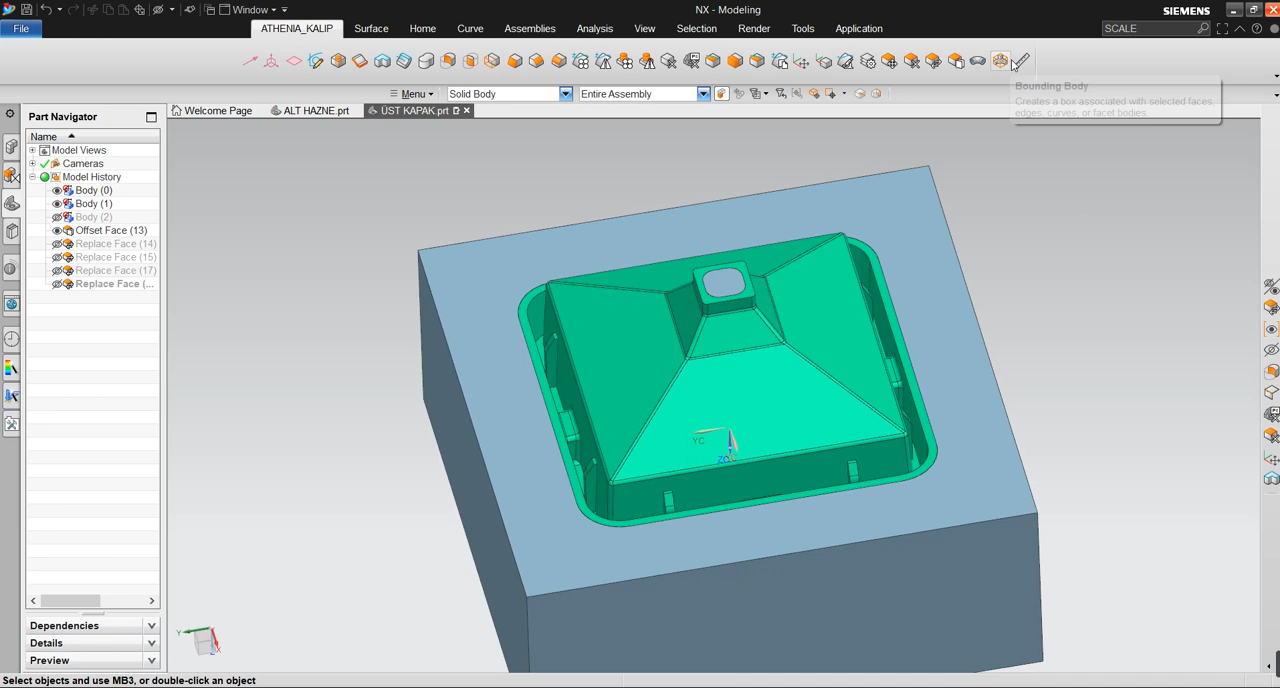 Window
NX - Modeling
SIEMENS
File
ATHENIA_KALIP
Surface
Home
Curve
Assemblies
Analysis
View
Selection
Render
Tools
Application
SCALE
Menu
Solid Body
Entire Assembly
Bounding Body
Creates a box associated with selected faces,
edges, curves, or facet bodies.
Part Navigator
Welcome Page
ALT HAZNE.prt
ÜST KAPAK.prt
Name
Model Views
Cameras
Model History
Body (0)
Body (1)
Body (2)
Offset Face (13)
Replace Face (14)
Replace Face (15)
Replace Face (17)
Replace Face (...
YC
Dependencies
Details
Preview
Y
Select objects and use MB3, or double-click an object